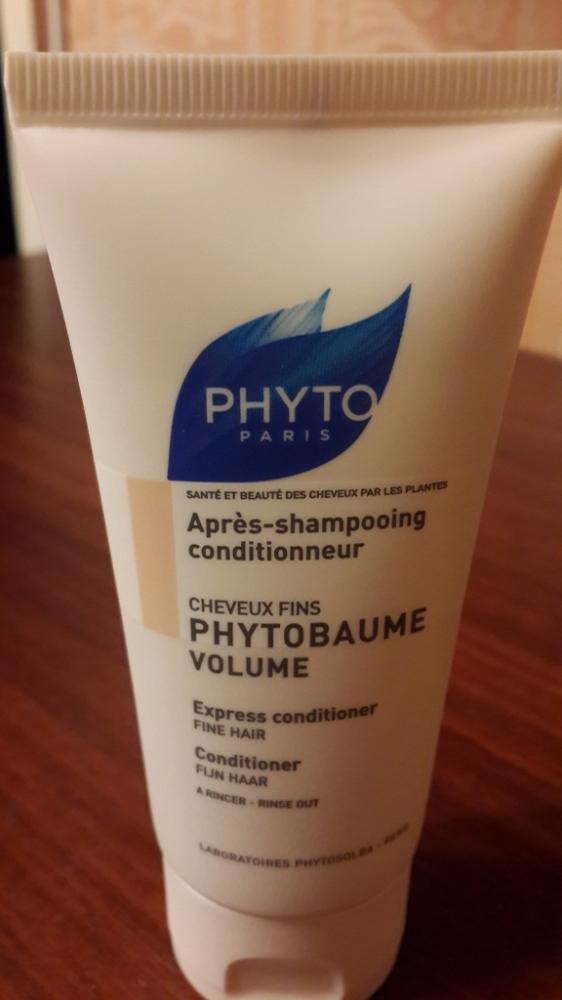 PHYTO
PARIS
SANTÉ ET BEAUTÉ DES CHEVEUX PAR LES PLANTES
Après-shampooing
conditionneur
CHEVEUX FINS
PHYTOBAUME
VOLUME
Express conditioner
FINE HAIR
Conditioner
FIJN HAAR
A RINCER - RINSE OUT
LABORATOIRES PHYTOSOLBA - PARIS